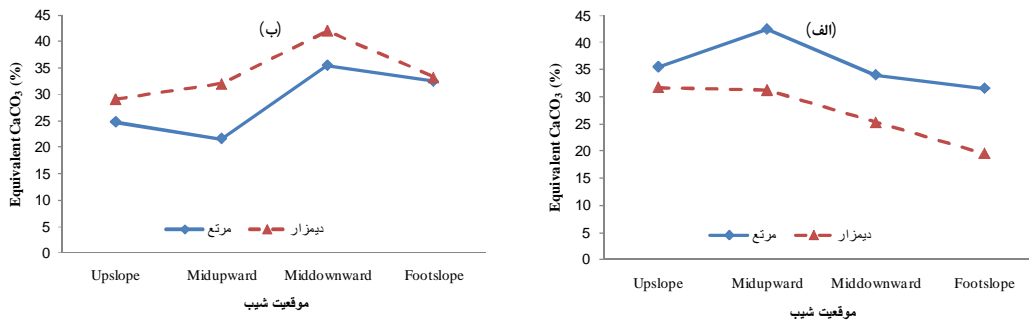 (ب)
Equivalent CaCO3 (%)
45
40
35
30
25
20
15
10
5
0
مرتع
دیمزار
Upslope
Midupward
Middownward
Footslope
موقعیت شیب
(الف)
Equivalent CaCO3 (%)
45
40
35
30
25
20
15
10
5
0
مرتع
دیمزار
Upslope
Midupward
Middownward
Footslope
موقعیت شیب